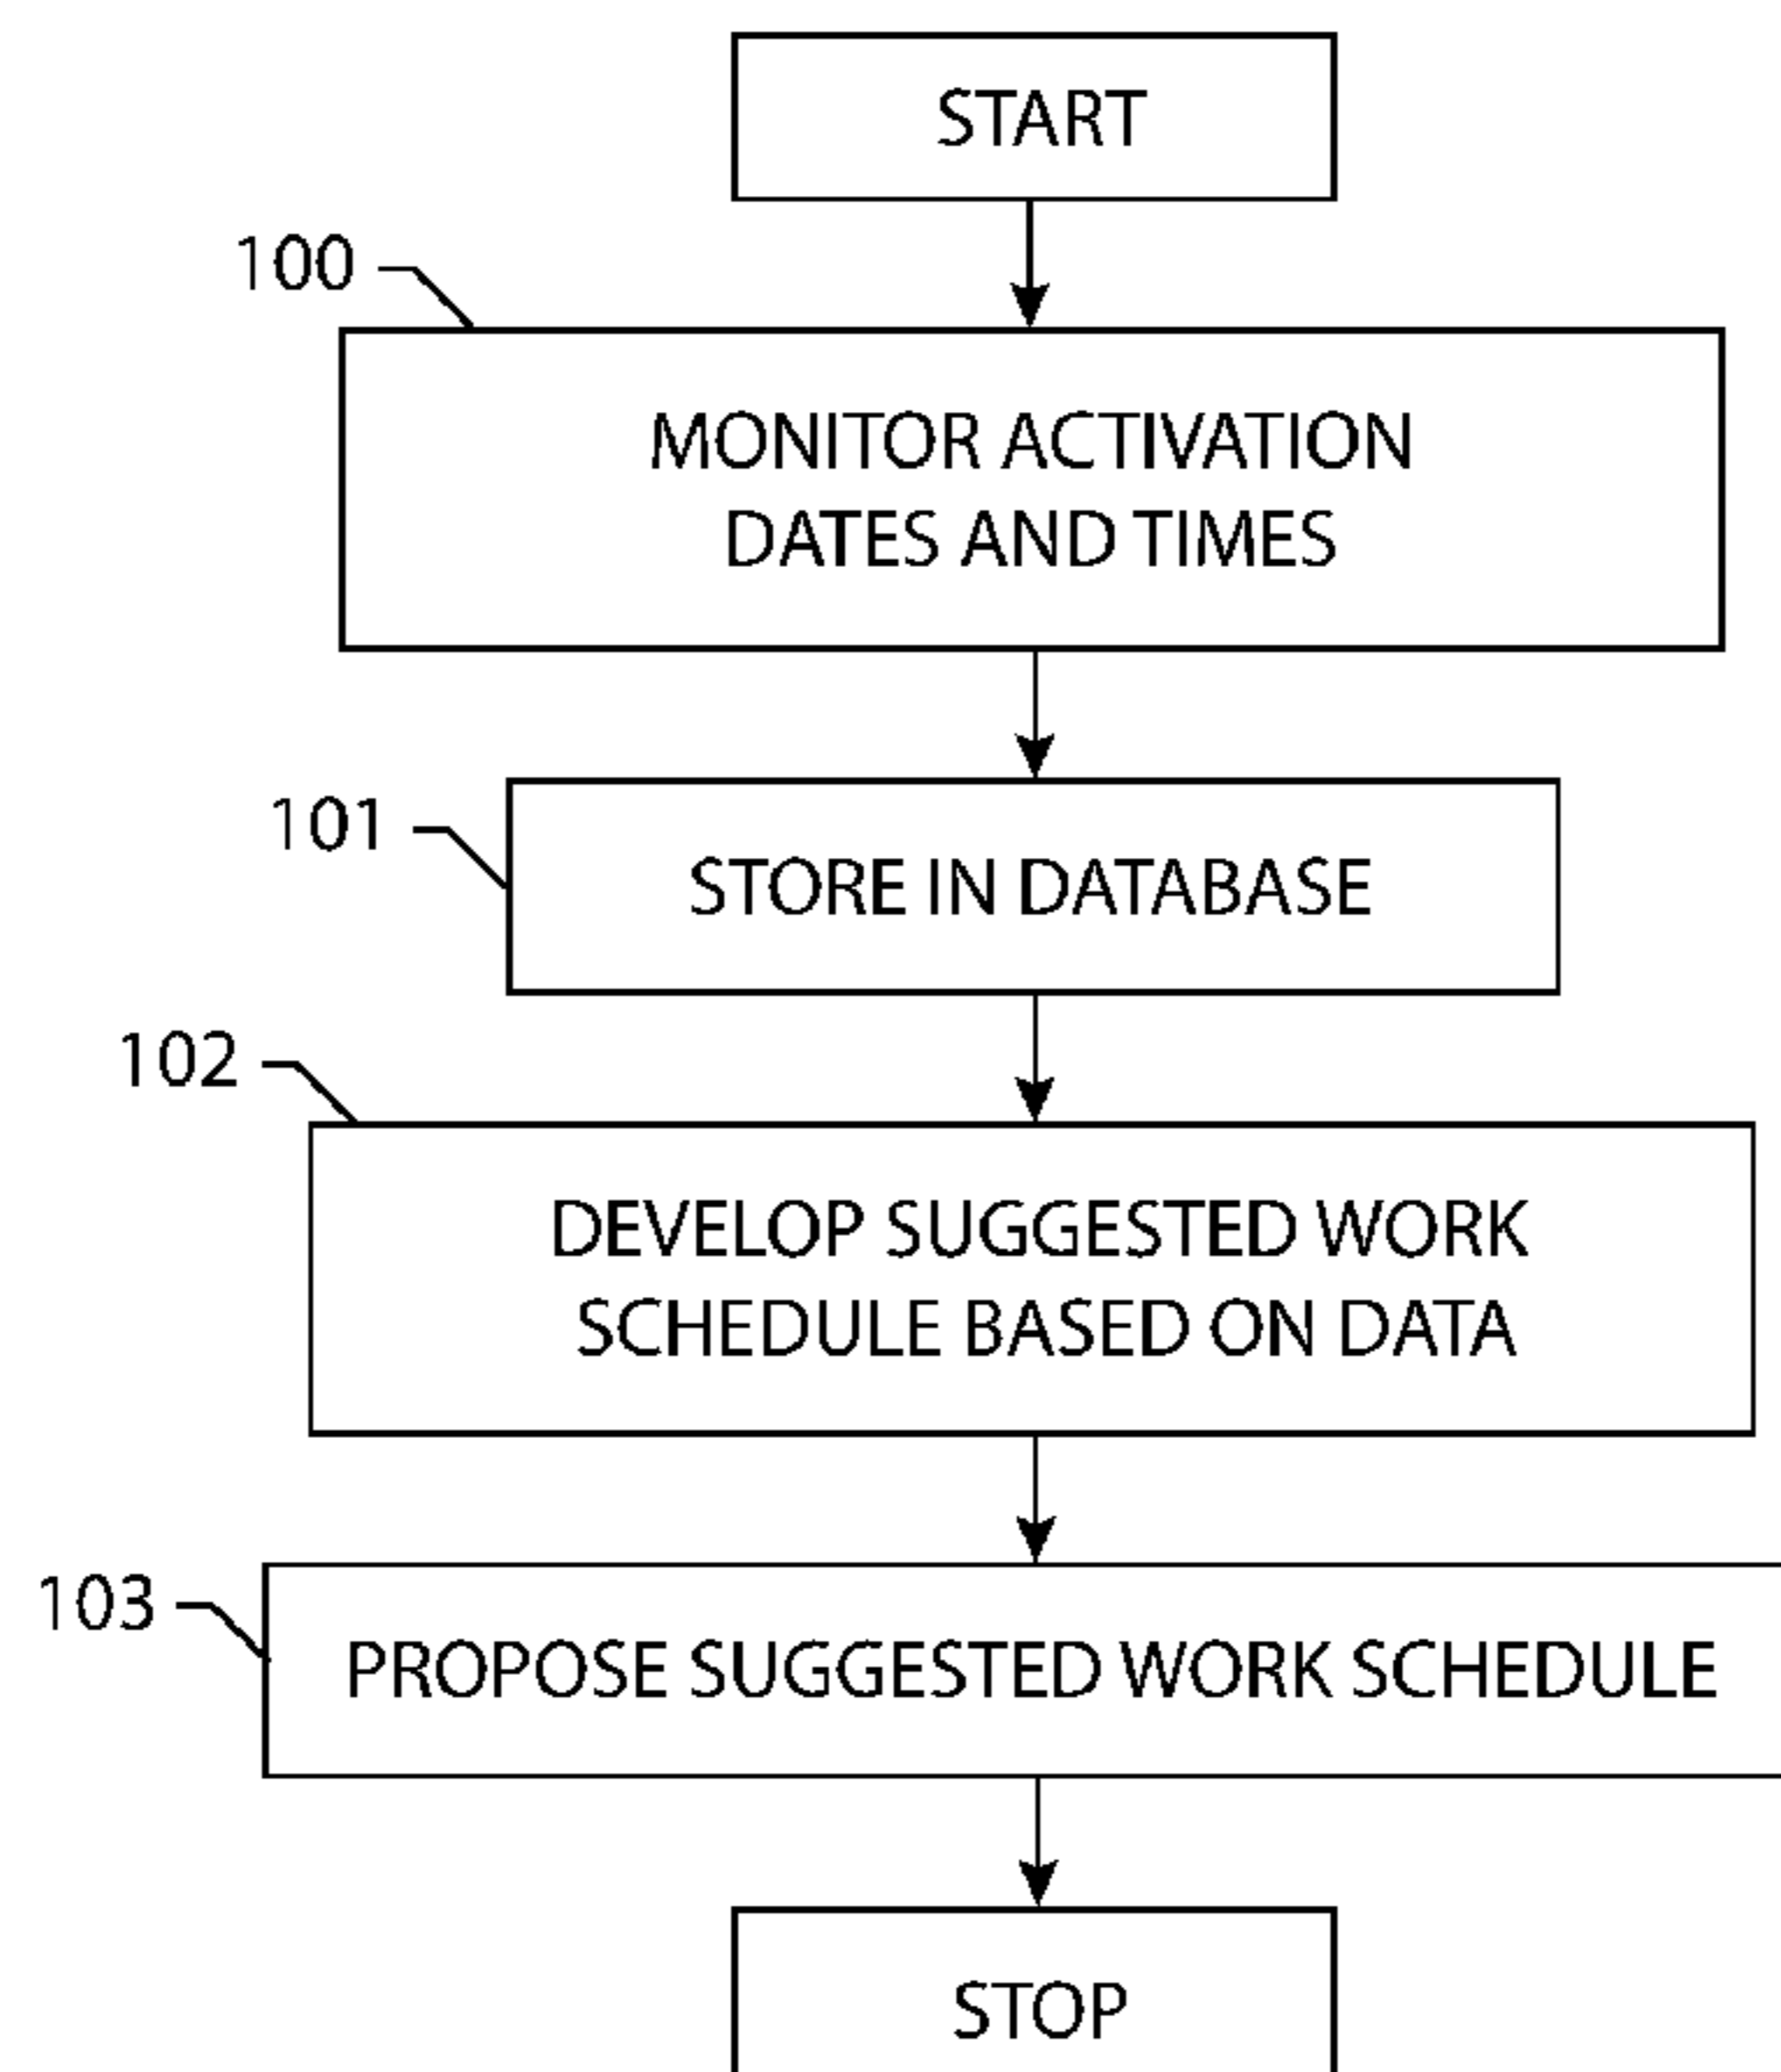 START
100
MONITOR ACTIVATION
DATES AND TIMES
101
STORE IN DATABASE
102
DEVELOP SUGGESTED WORK
SCHEDULE BASED ON DATA
103
PROPOSE SUGGESTED WORK SCHEDULE
STOP